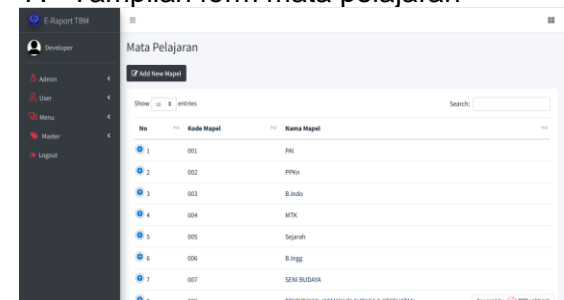 Tampilan form mata pelajaran
E-Raport TBM
Developer
Mata Pelajaran
Add New Mapel
Admin
User
Menu
Master
Logout
Show 10 entries
Search:
No Kode Mapel Nama Mapel
1 001 PAI
2 002 PPKn
3 003 B.Indo
4 004 MTK
5 005 Sejarah
6 006 B.Ingg
7 007 SENI BUDAYA